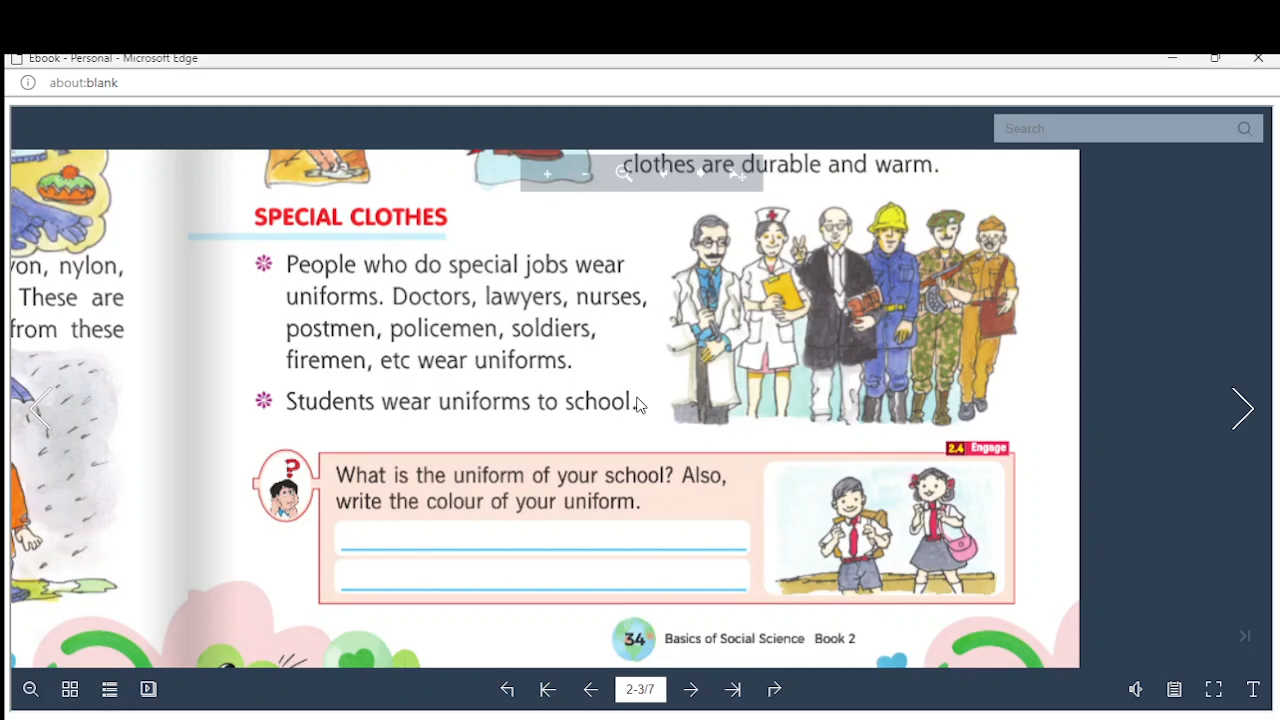 Ebook - Personal - Microsoft Edge
about:blank
Search
clothes are durable and warm.
yon, nylon,
These are
from these
SPECIAL CLOTHES
People who do special jobs wear
uniforms. Doctors, lawyers, nurses,
postmen, policemen, soldiers,
firemen, etc wear uniforms.
Students wear uniforms to school.
2.4 Engage
What is the uniform of your school? Also,
write the colour of your uniform.
34 Basics of Social Science Book 2
2-3/7